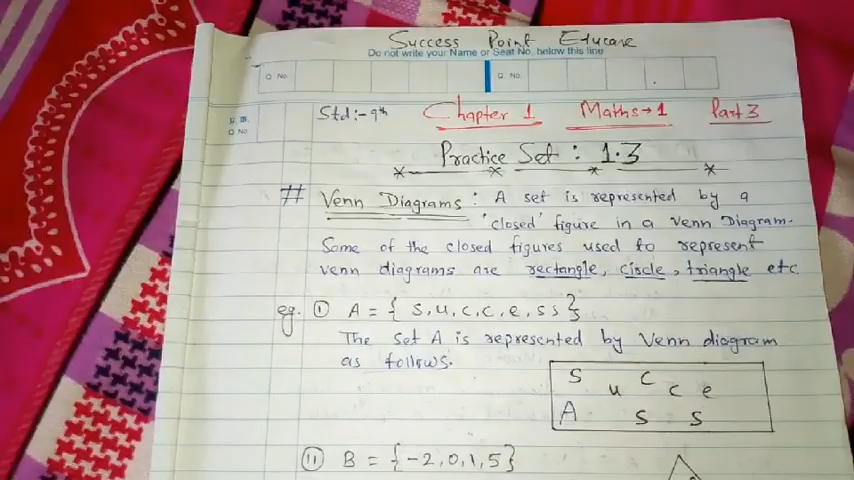 Success Point Educare
Do not write your Name or Seat No. below this line
Q No. Q. No.
Std:- 9th Chapter 1 Maths→1 Part 3
Q No.
Practice Set : 1.3
# Venn Diagrams : A set is represented by a
'closed' figure in a Venn Diagram.
Some of the closed figures used to represent
venn diagrams are rectangle, circle, triangle etc
eg. (i) A = { s, u, c, c, e, s s }
The set A is represented by Venn diagram
as follows.
S u C C e
A S S
(ii) B = {-2, 0, 1, 5}